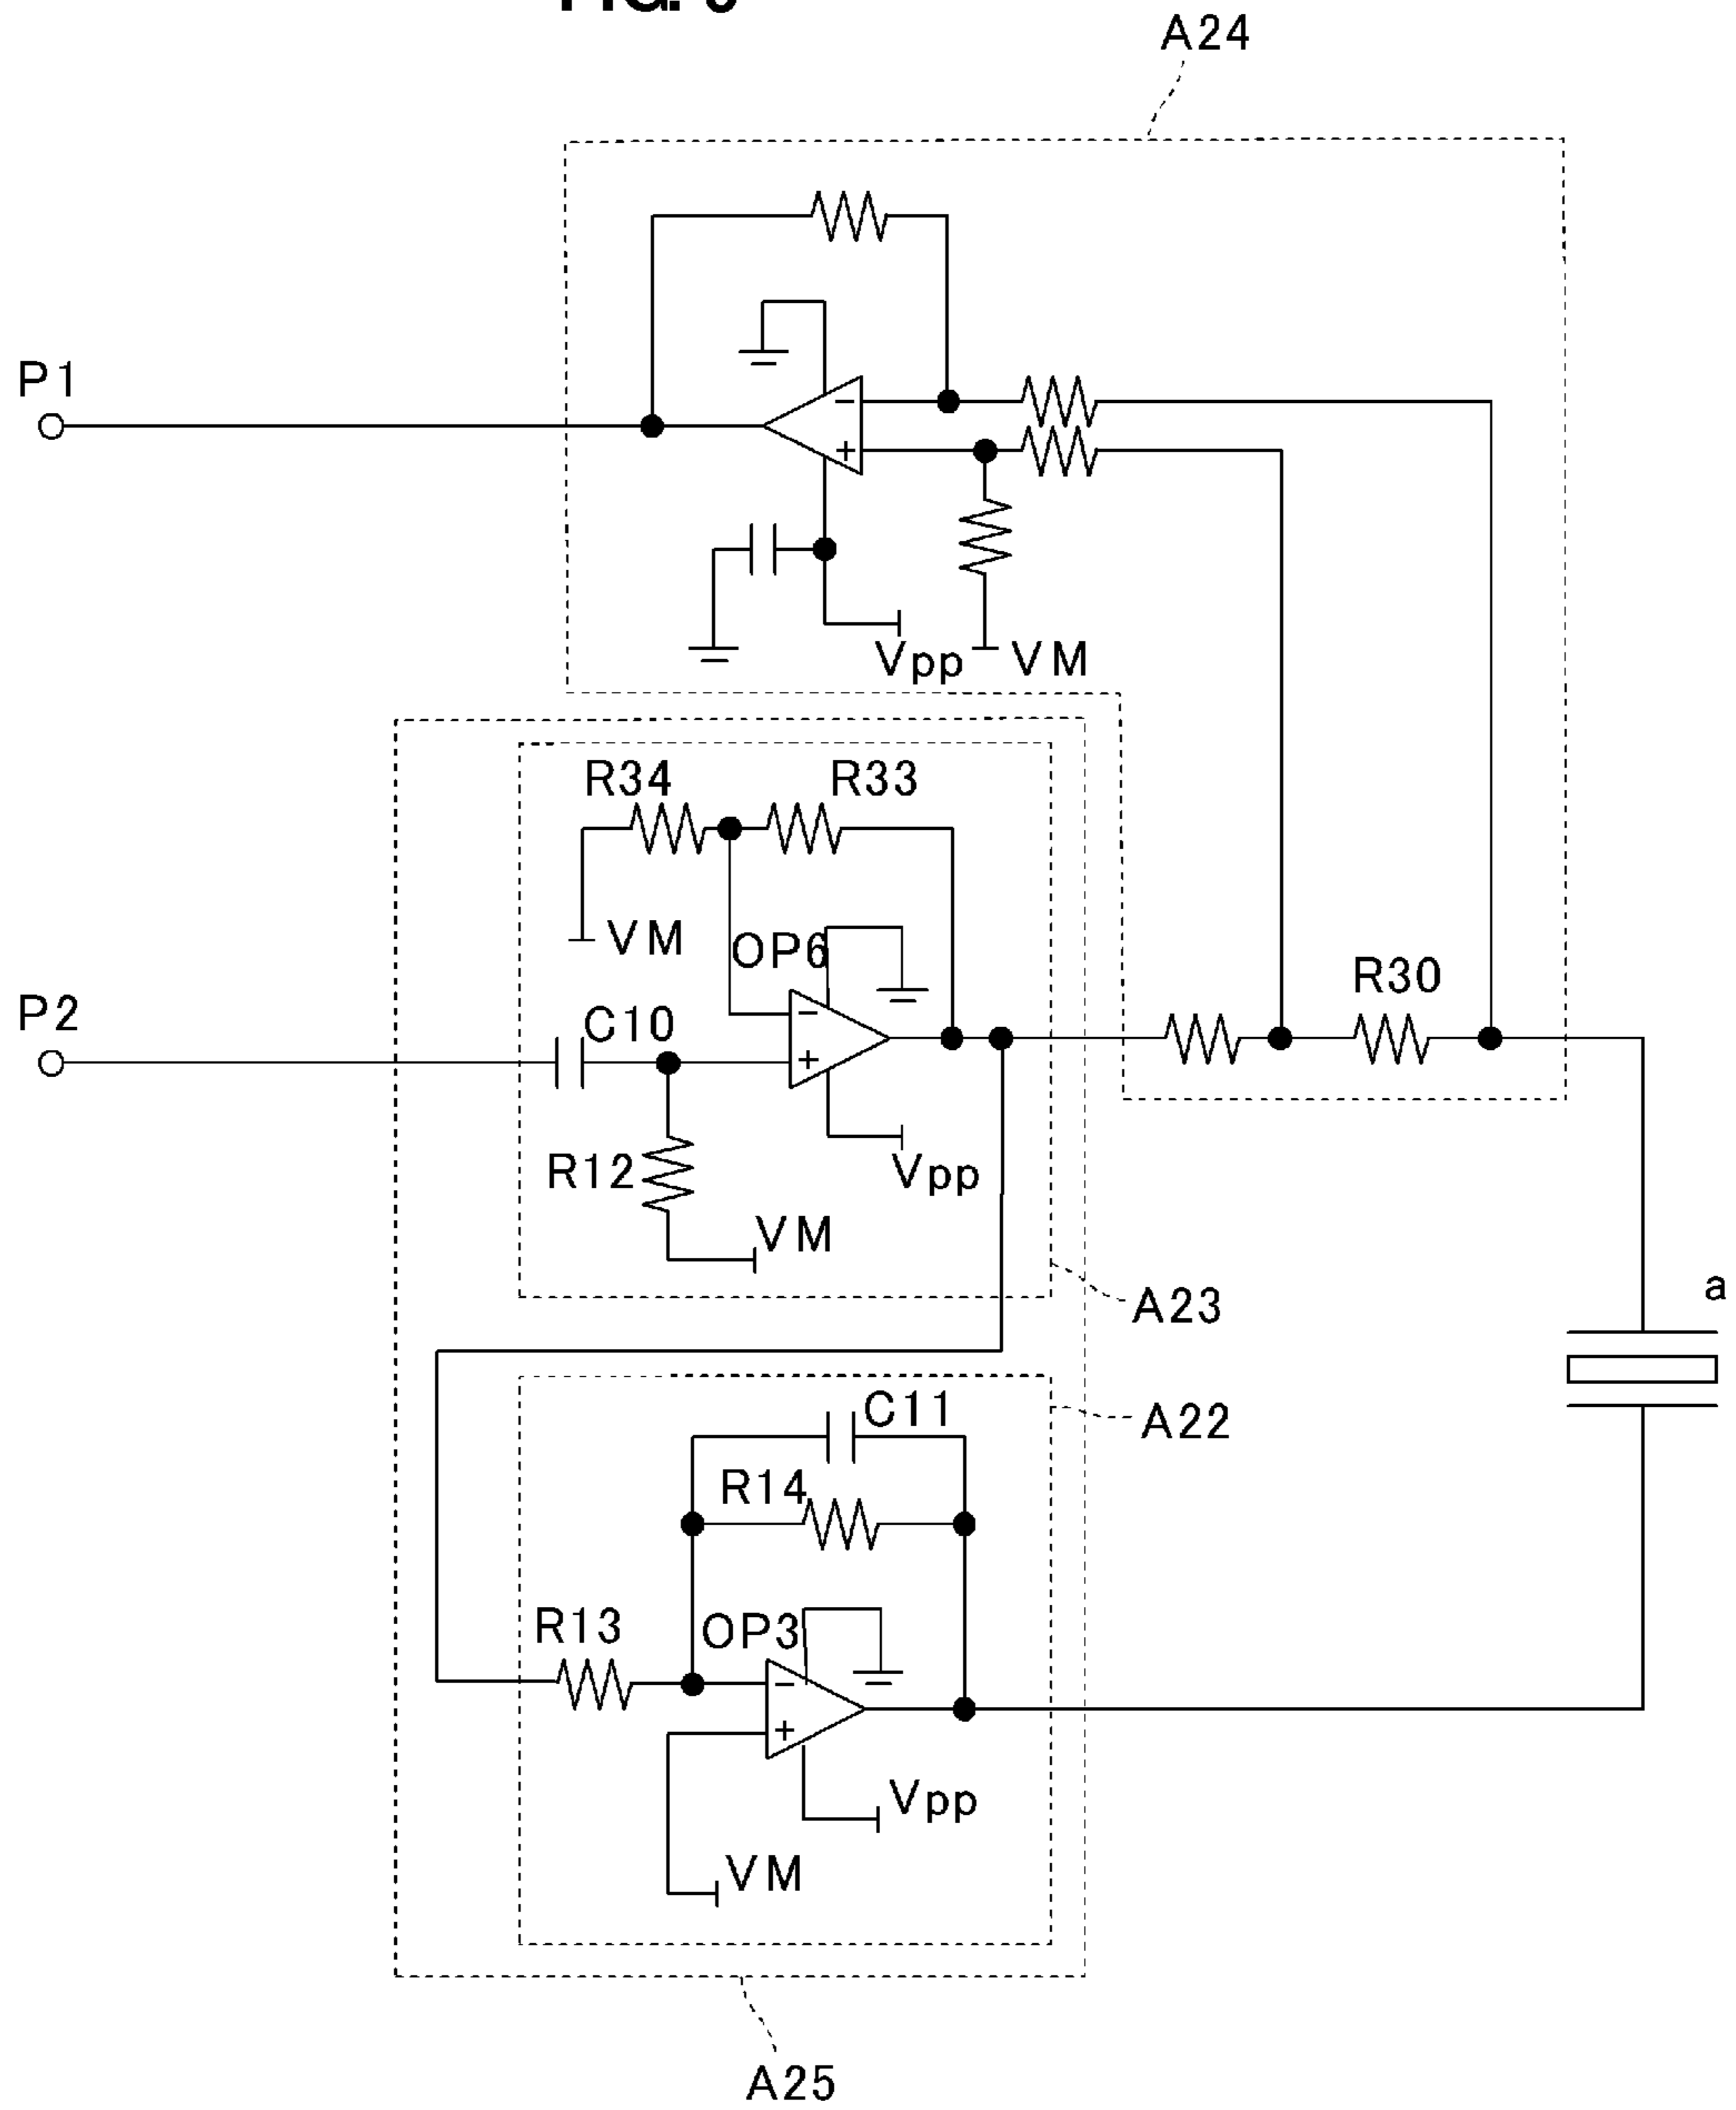 A24
P1
-
+
Vpp
VM
R34
R33
VM
OP6
P2
C10
-
+
R30
R12
Vpp
VM
A23
a
C11
A22
R14
R13
OP3
-
+
Vpp
VM
A25